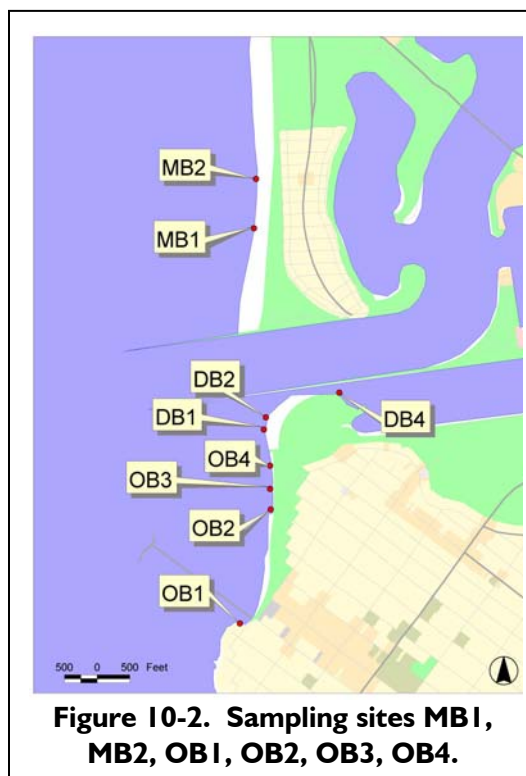 MB2
MB1
DB2
DB1
DB4
OB4
OB3
OB2
OB1
500 0 500 Feet
Figure 10-2. Sampling sites MB1,
MB2, OB1, OB2, OB3, OB4.